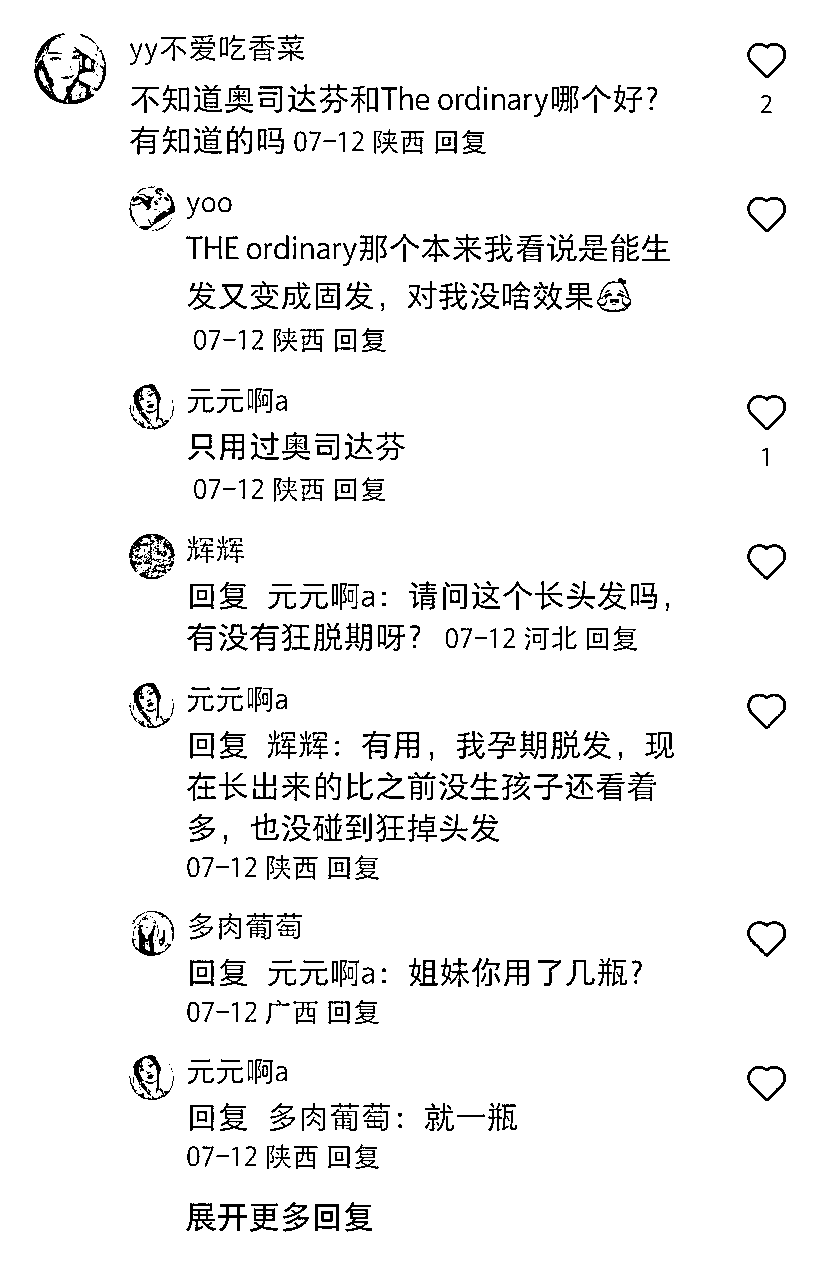 yy不爱吃香菜
不知道奥司达芬和The ordinary哪个好?
2
有知道的吗 07-12 陕西 回复
yoo
THE ordinary那个本来我看说是能生
发又变成固发，对我没啥效果
07-12 陕西 回复
元元啊a
只用过奥司达芬
1
07-12 陕西 回复
辉辉
回复 元元啊a：请问这个长头发吗，
有没有狂脱期呀? 07-12 河北 回复
元元啊a
回复 辉辉：有用，我孕期脱发，现
在长出来的比之前没生孩子还看着
多，也没碰到狂掉头发
07-12 陕西 回复
多肉葡萄
回复 元元啊a：姐妹你用了几瓶?
07-12 广西 回复
元元啊a
回复 多肉葡萄：就一瓶
07-12 陕西 回复
展开更多回复